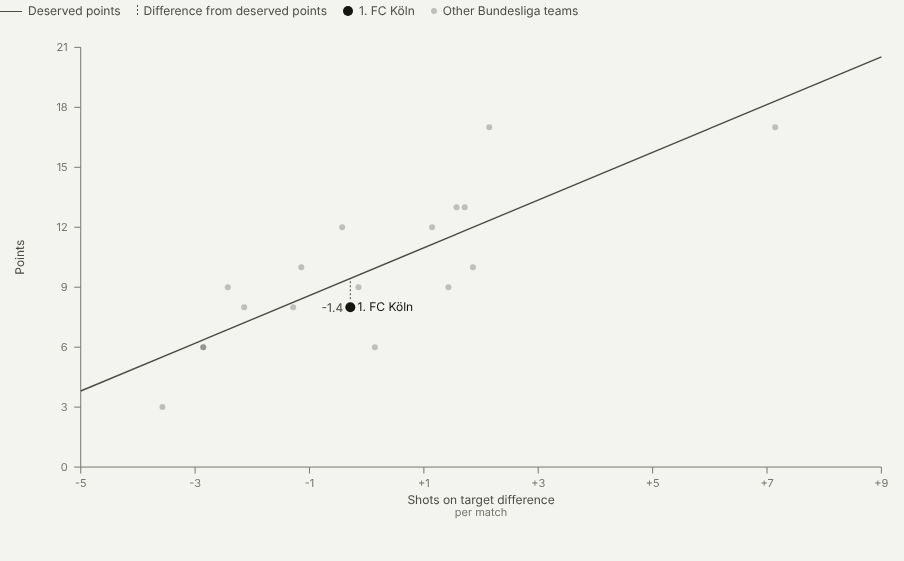 Deserved points
Difference from deserved points
1. FC Köln
Other Bundesliga teams
21
18
15
12
9
6
3
0
Points
-1.4
1. FC Köln
-5
-3
-1
+1
+3
+5
+7
+9
Shots on target difference
per match